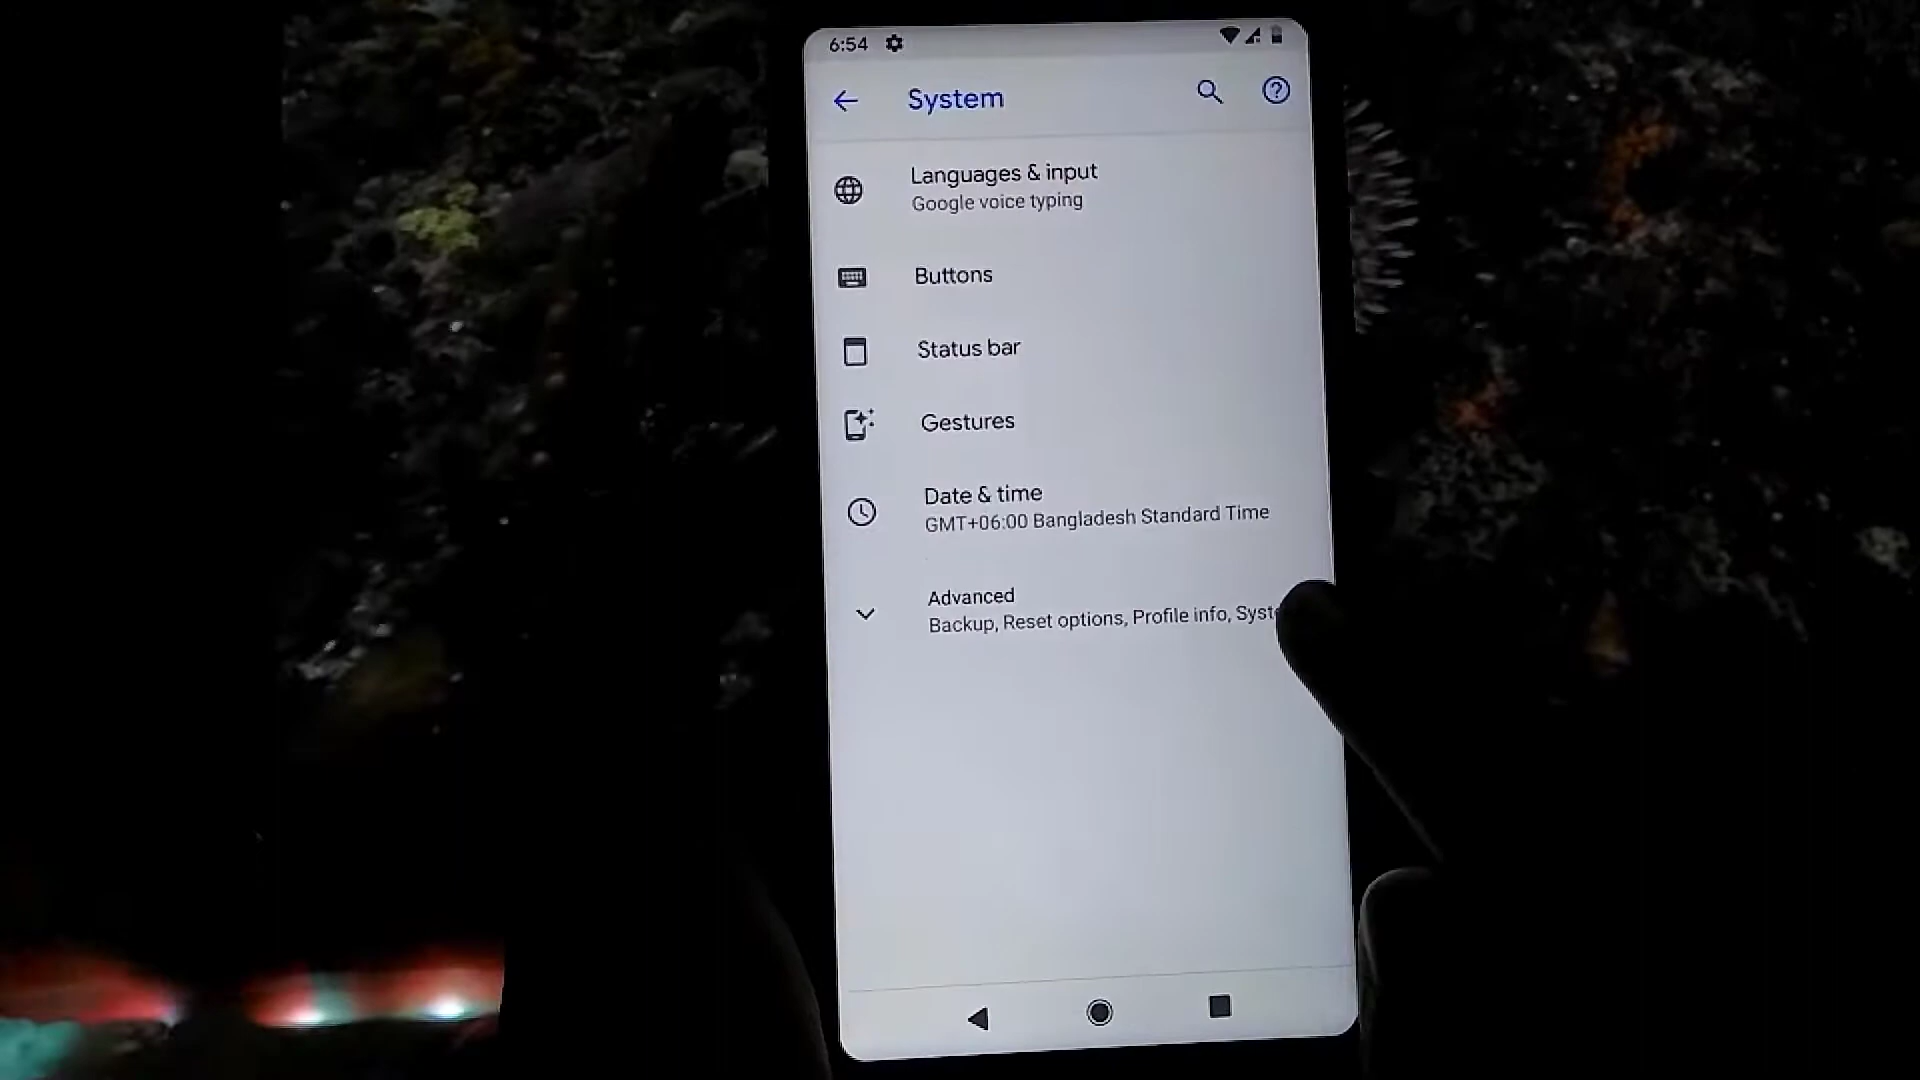 6:54
System
Languages & input
Google voice typing
Buttons
Status bar
Gestures
Date & time
GMT+06:00 Bangladesh Standard Time
Advanced
Backup, Reset options, Profile info, Syst